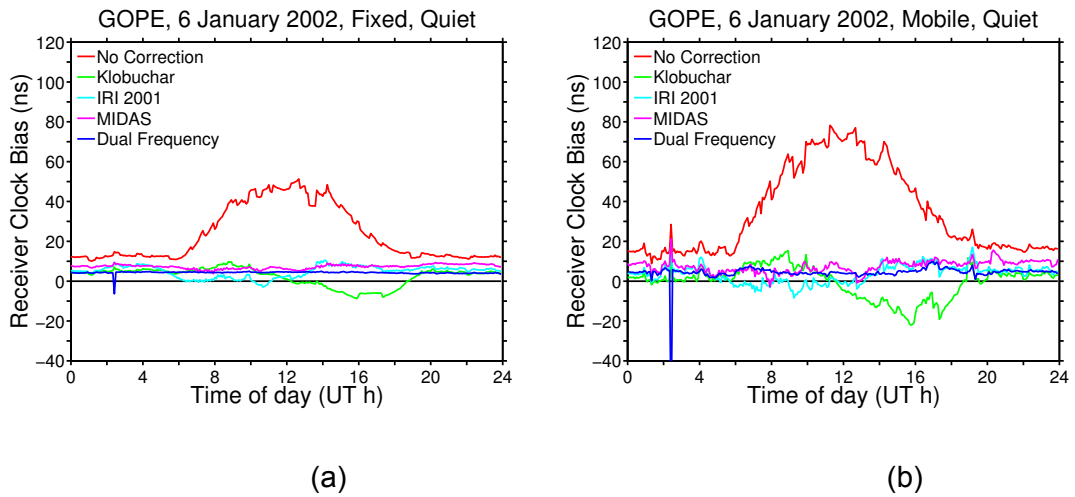 GOPE, 6 January 2002, Fixed, Quiet
120
100
80
60
40
20
0
−20
−40
Receiver Clock Bias (ns)
No Correction
Klobuchar
IRI 2001
MIDAS
Dual Frequency
0 4 8 12 16 20 24
Time of day (UT h)
(a)
GOPE, 6 January 2002, Mobile, Quiet
120
100
80
60
40
20
0
−20
−40
Receiver Clock Bias (ns)
No Correction
Klobuchar
IRI 2001
MIDAS
Dual Frequency
0 4 8 12 16 20 24
Time of day (UT h)
(b)